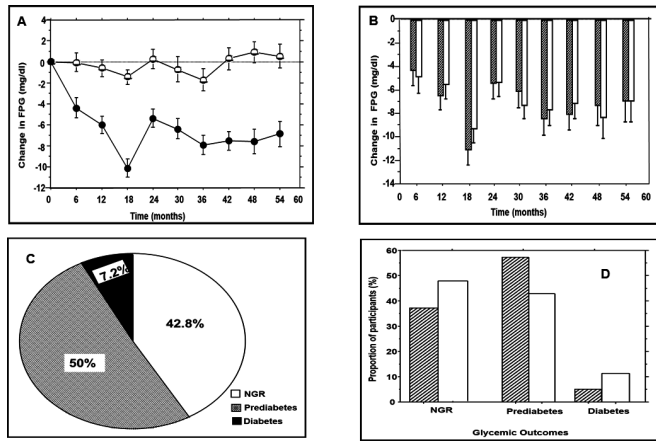 A
Change in FPG (mg/dl)
4
2
0
-2
-4
-6
-8
-10
-12
0 6 12 18 24 30 36 42 48 54 60
Time (months)
B
Change in FPG (mg/dl)
0
-2
-4
-6
-8
-10
-12
-14
6 12 18 24 30 36 42 48 54 60
Time (months)
C
7.2%
42.8%
50%
NGR
Prediabetes
Diabetes
D
Proportion of participants (%)
60
50
40
30
20
10
0
NGR Prediabetes Diabetes
Glycemic Outcomes